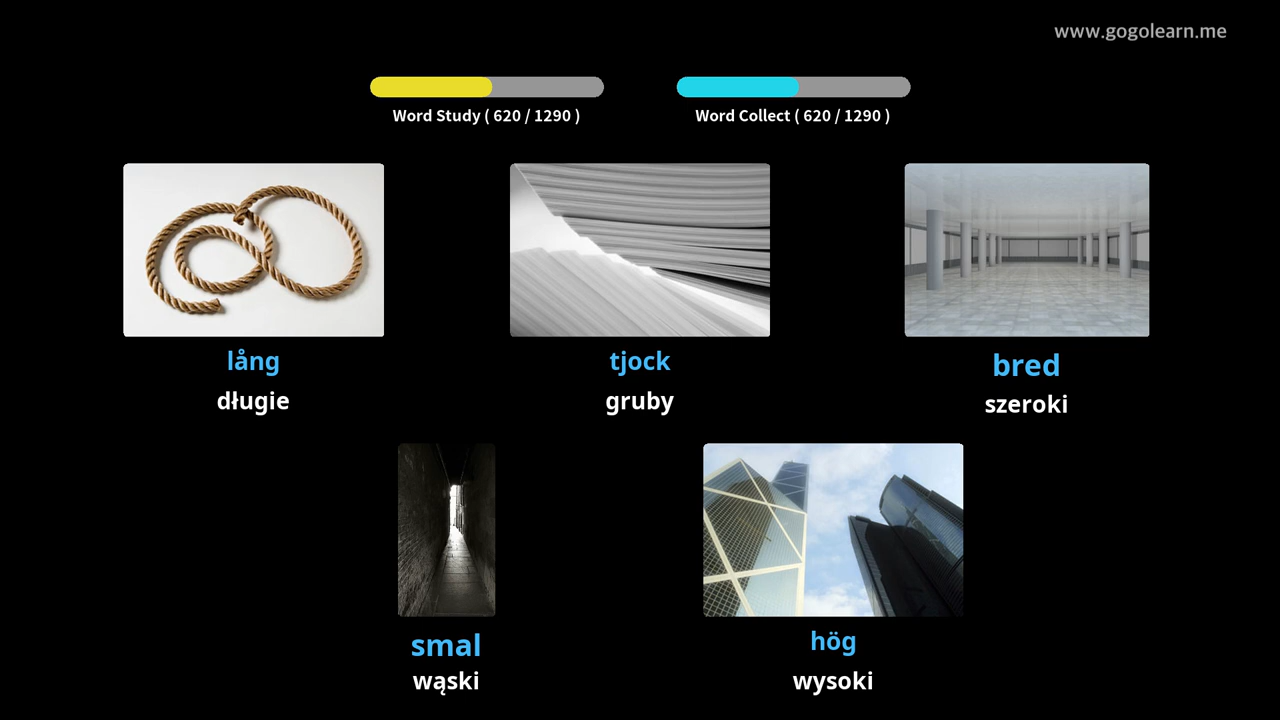 www.gogolearn.me
Word Study ( 620 / 1290 )
Word Collect ( 620 / 1290 )
lång
długie
tjock
gruby
bred
szeroki
smal
wąski
hög
wysoki